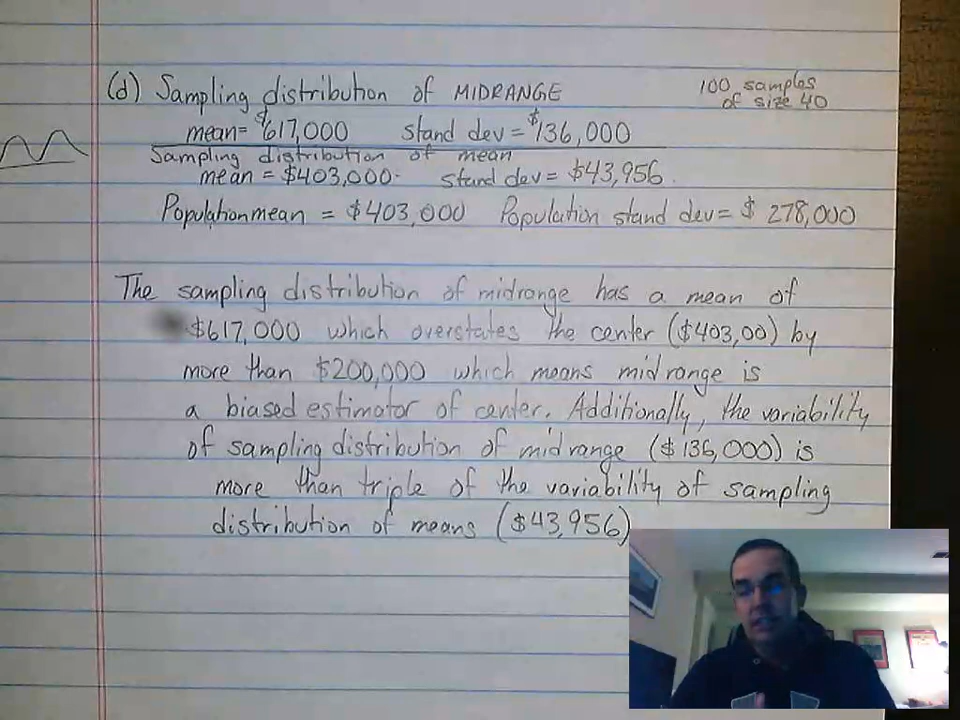 (d) Sampling distribution of MIDRANGE
100 samples
of size 40
mean= $617,000 stand dev = $136,000
Sampling distribution of mean
mean = $403,000. stand dev = $43,956.
Population mean = $403,000 Population stand dev = $ 278,000
The sampling distribution of midrange has a mean of
$617,000 which overstates the center ($403,00) by
more than $200,000 which means midrange is
a biased estimator of center. Additionally, the variability
of sampling distribution of midrange ($136,000) is
more than triple of the variability of sampling
distribution of means ($43,956)